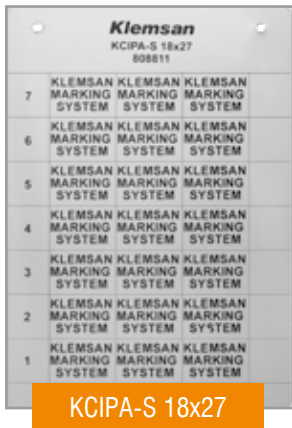 Klemsan
KCIPA-S 18x27
808811
KLEMSAN KLEMSAN KLEMSAN
7 MARKING MARKING MARKING
SYSTEM SYSTEM SYSTEM
KLEMSAN KLEMSAN KLEMSAN
6 MARKING MARKING MARKING
SYSTEM SYSTEM SYSTEM
KLEMSAN KLEMSAN KLEMSAN
5 MARKING MARKING MARKING
SYSTEM SYSTEM SYSTEM
KLEMSAN KLEMSAN KLEMSAN
4 MARKING MARKING MARKING
SYSTEM SYSTEM SYSTEM
KLEMSAN KLEMSAN KLEMSAN
3 MARKING MARKING MARKING
SYSTEM SYSTEM SYSTEM
KLEMSAN KLEMSAN KLEMSAN
2 MARKING MARKING MARKING
SYSTEM SYSTEM SYSTEM
KLEMSAN KLEMSAN KLEMSAN
1 MARKING MARKING MARKING
SYSTEM SYSTEM SYSTEM
KCIPA-S 18x27